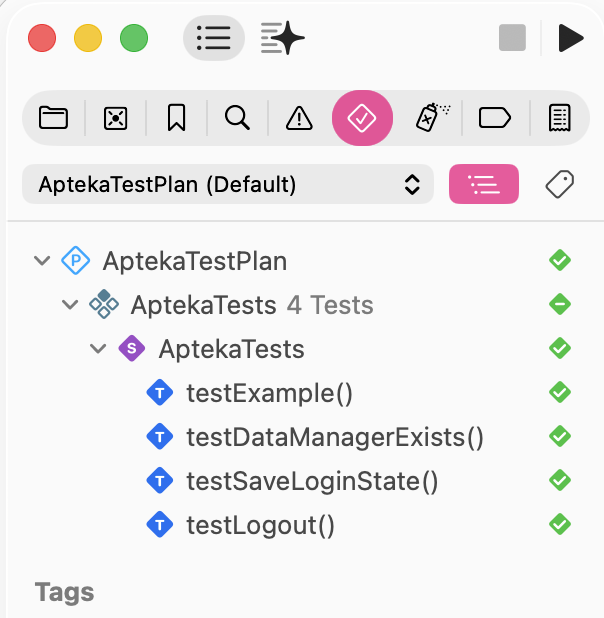 AptekaTestPlan (Default)
P AptekaTestPlan
AptekaTests 4 Tests
S AptekaTests
T testExample()
T testDataManagerExists()
T testSaveLoginState()
T testLogout()
Tags